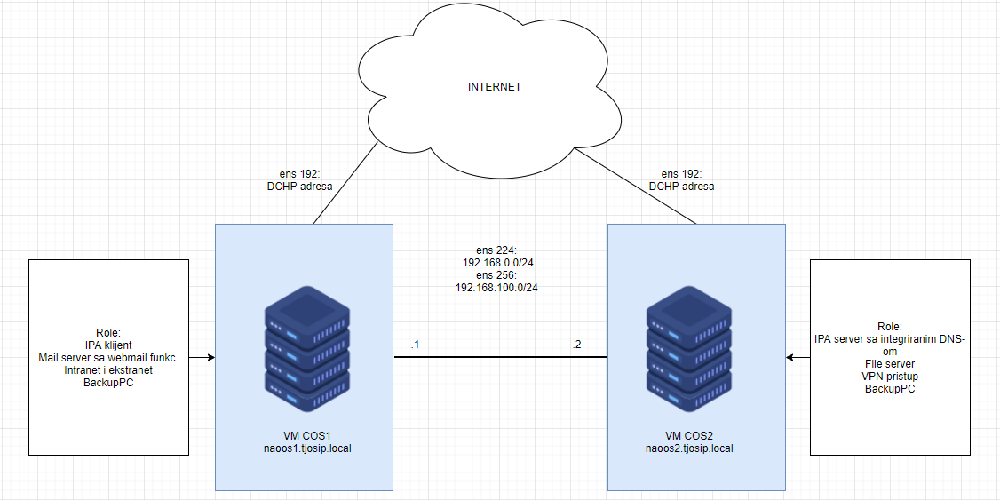 INTERNET
ens 192:
DCHP adresa
ens 192:
DCHP adresa
ens 224:
192.168.0.0/24
ens 256:
192.168.100.0/24
Role:
IPA klijent
Mail server sa webmail funkc.
Intranet i ekstranet
BackupPC
.1
.2
Role:
IPA server sa integriranim DNS-
om
File server
VPN pristup
BackupPC
VM COS1
naoos1.tjosip.local
VM COS2
naoos2.tjosip.local